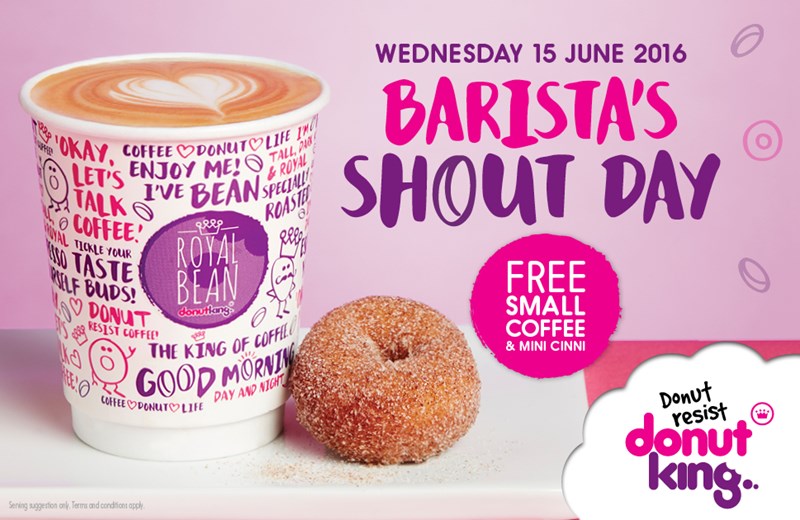 WEDNESDAY 15 JUNE 2016
BARISTA'S
SHOUT DAY
FREE
SMALL
COFFEE
& MINI CINNI
Donut
resist
donut
king..
'OKAY,
LET'S
TALK
COFFEE!
COFFEE ♡ DONUT ♡ LIFE
ENJOY ME!
I'VE BEAN
I'M
TALL, DARK
& ROYAL
SPECIALLY
ROASTED
ROYAL
BEAN
donutking..
TICKLE YOUR
TASTE
BUDS!
DONUT
RESIST COFFEE!
THE KING OF COFFEE
GOOD MORNING
DAY AND NIGHT
COFFEE ♡ DONUT ♡ LIFE
Serving suggestion only. Terms and conditions apply.